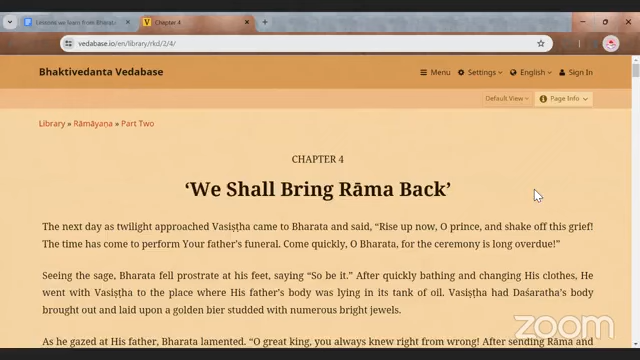 Lessons we learn from Bharat
Chapter 4
vedabase.io/en/library/rkd/2/4/
Bhaktivedanta Vedabase
Menu Settings English Sign In
Default View Page Info
Library » Rāmāyaṇa » Part Two
CHAPTER 4
‘We Shall Bring Rāma Back’
The next day as twilight approached Vasiṣṭha came to Bharata and said, “Rise up now, O prince, and shake off this grief!
The time has come to perform Your father’s funeral. Come quickly, O Bharata, for the ceremony is long overdue!”
Seeing the sage, Bharata fell prostrate at his feet, saying “So be it.” After quickly bathing and changing His clothes, He
went with Vasiṣṭha to the place where His father’s body was lying in its tank of oil. Vasiṣṭha had Daśaratha’s body
brought out and laid upon a golden bier studded with numerous bright jewels.
As he gazed at His father, Bharata lamented. “O great king, you always knew right from wrong! After sending Rāma and
zoom